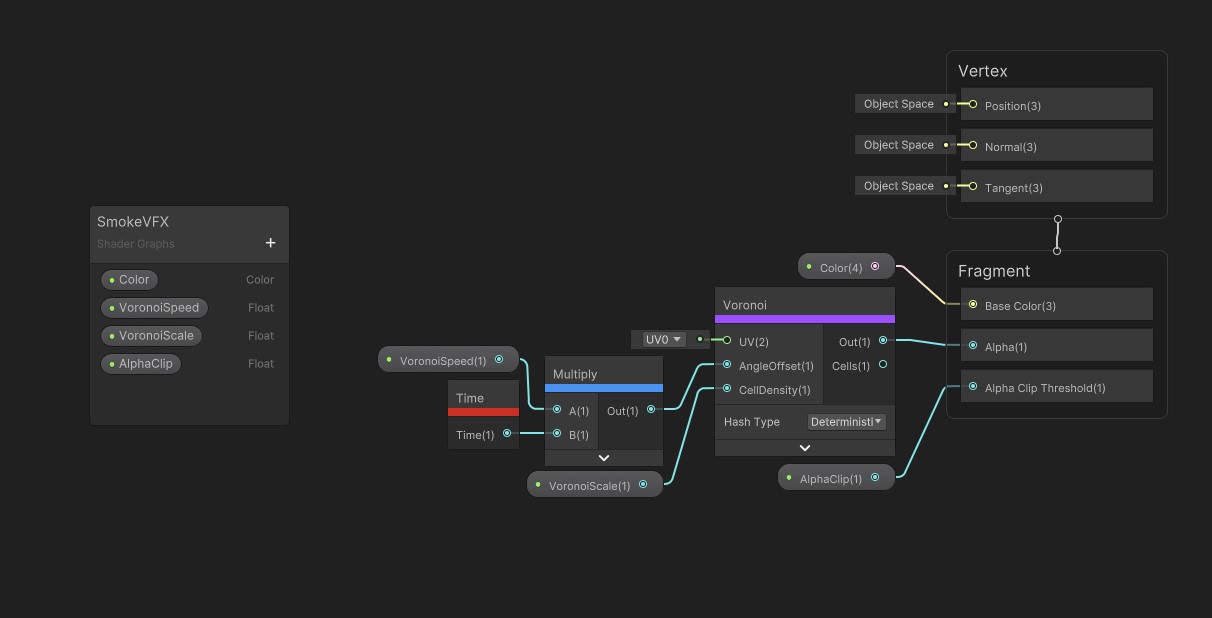 Vertex
Object Space
Position(3)
Object Space
Normal(3)
Object Space
Tangent(3)
SmokeVFX
Shader Graphs
+
Color
Color
VoronoiSpeed
Float
VoronoiScale
Float
AlphaClip
Float
Color(4)
Fragment
Base Color(3)
Alpha(1)
Alpha Clip Threshold(1)
Voronoi
UV0
UV(2)
Out(1)
AngleOffset(1)
Cells(1)
CellDensity(1)
Hash Type
Deterministi
VoronoiSpeed(1)
Time
Time(1)
Multiply
A(1)
Out(1)
B(1)
VoronoiScale(1)
AlphaClip(1)